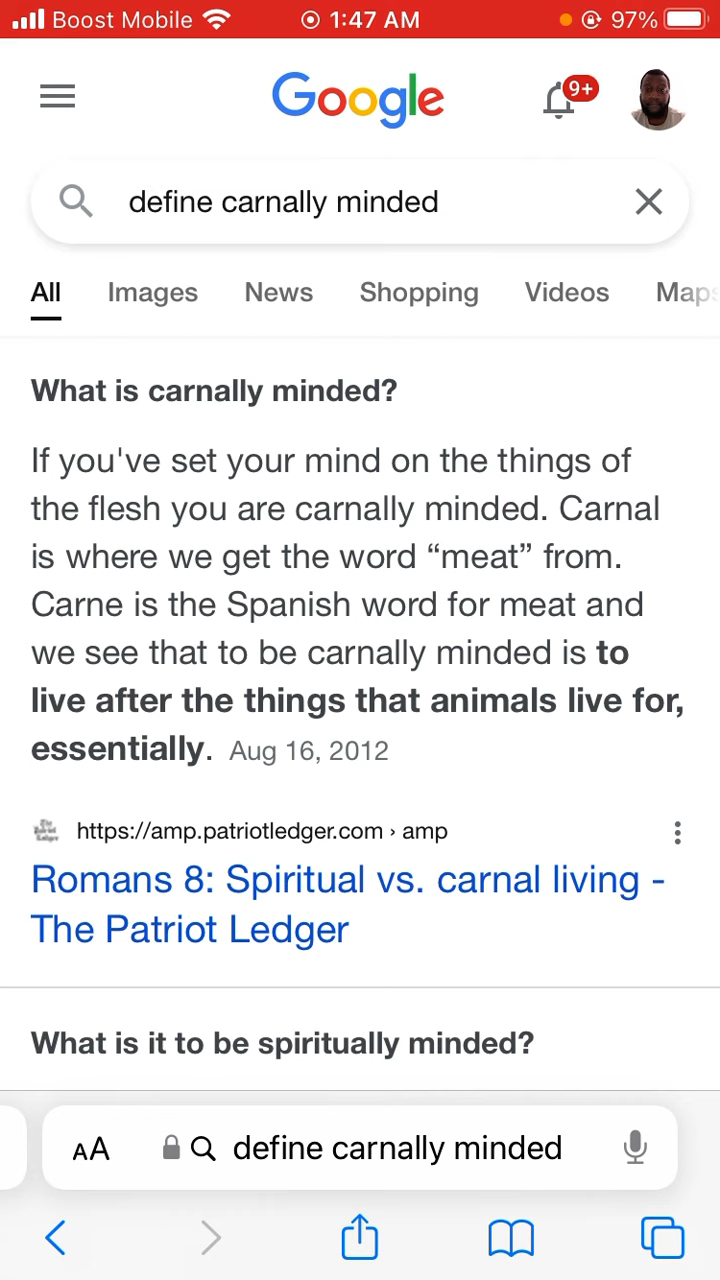 Boost Mobile 1:47 AM 97%
Google 9+
define carnally minded
All Images News Shopping Videos Maps
What is carnally minded?
If you've set your mind on the things of
the flesh you are carnally minded. Carnal
is where we get the word “meat” from.
Carne is the Spanish word for meat and
we see that to be carnally minded is to
live after the things that animals live for,
essentially. Aug 16, 2012
The Patriot Ledger https://amp.patriotledger.com › amp
Romans 8: Spiritual vs. carnal living -
The Patriot Ledger
What is it to be spiritually minded?
AA define carnally minded